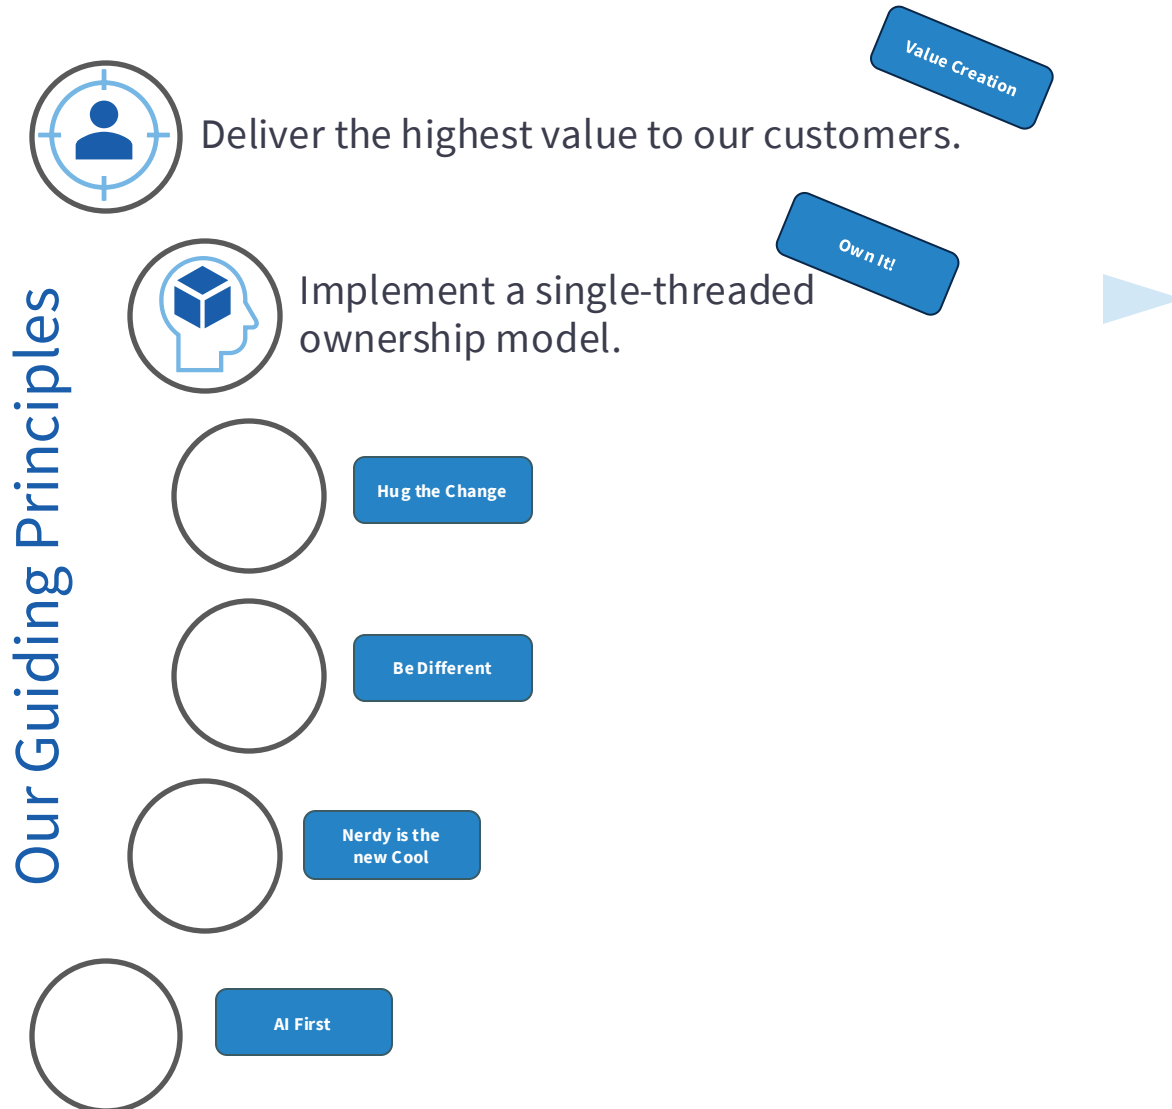 Our Guiding Principles
Value Creation
Deliver the highest value to our customers.
Own It!
Implement a single-threaded
ownership model.
Hug the Change
Be Different
Nerdy is the
new Cool
AI First